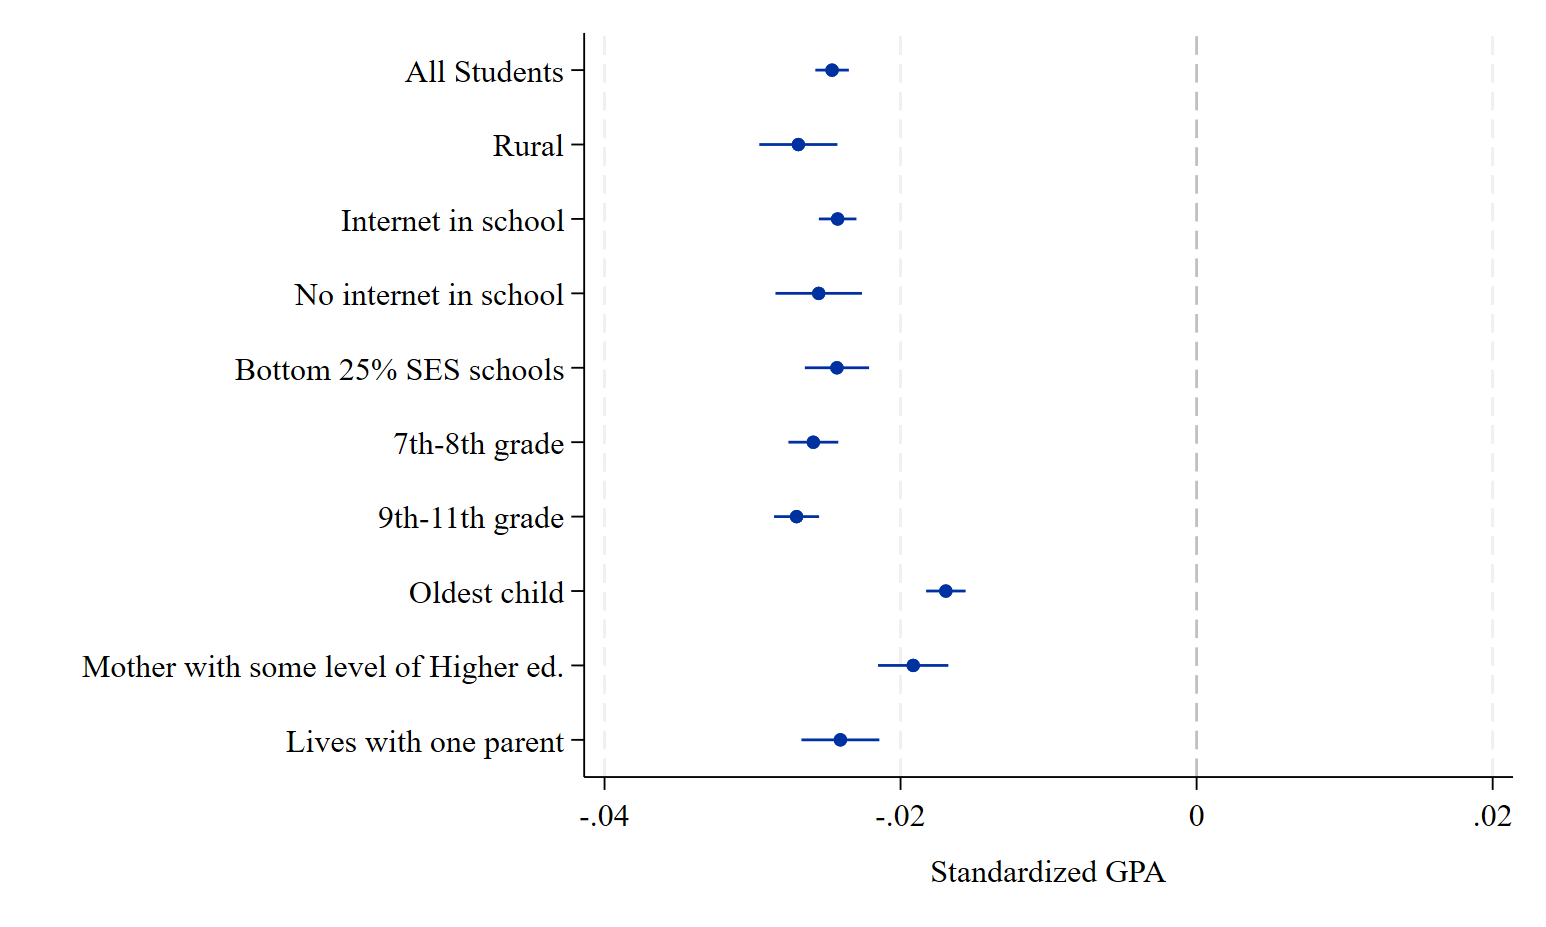 All Students
Rural
Internet in school
No internet in school
Bottom 25% SES schools
7th-8th grade
9th-11th grade
Oldest child
Mother with some level of Higher ed.
Lives with one parent
-.04 -.02 0 .02
Standardized GPA